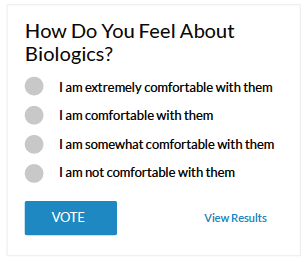 How Do You Feel About
Biologics?
I am extremely comfortable with them
I am comfortable with them
I am somewhat comfortable with them
I am not comfortable with them
VOTE
View Results